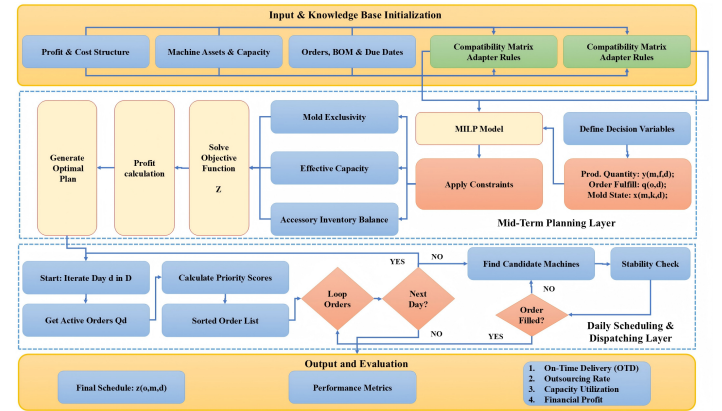 Input & Knowledge Base Initialization
Profit & Cost Structure
Machine Assets & Capacity
Orders, BOM & Due Dates
Compatibility Matrix
Adapter Rules
Compatibility Matrix
Adapter Rules
Generate
Optimal
Plan
Profit
calculation
Solve
Objective
Function
Z
Mold Exclusivity
Effective Capacity
Accessory Inventory Balance
MILP Model
Apply Constraints
Define Decision Variables
Prod. Quantity: y(m,f,d);
Order Fulfill: q(o,d);
Mold State: x(m,k,d);
Mid-Term Planning Layer
Start: Iterate Day d in D
Get Active Orders Qd
Calculate Priority Scores
Sorted Order List
Loop
Orders
YES
NO
Next
Day?
NO
Find Candidate Machines
Stability Check
NO
Order
Filled?
YES
Daily Scheduling &
Dispatching Layer
Output and Evaluation
Final Schedule: z(o,m,d)
Performance Metrics
1. On-Time Delivery (OTD)
2. Outsourcing Rate
3. Capacity Utilization
4. Financial Profit